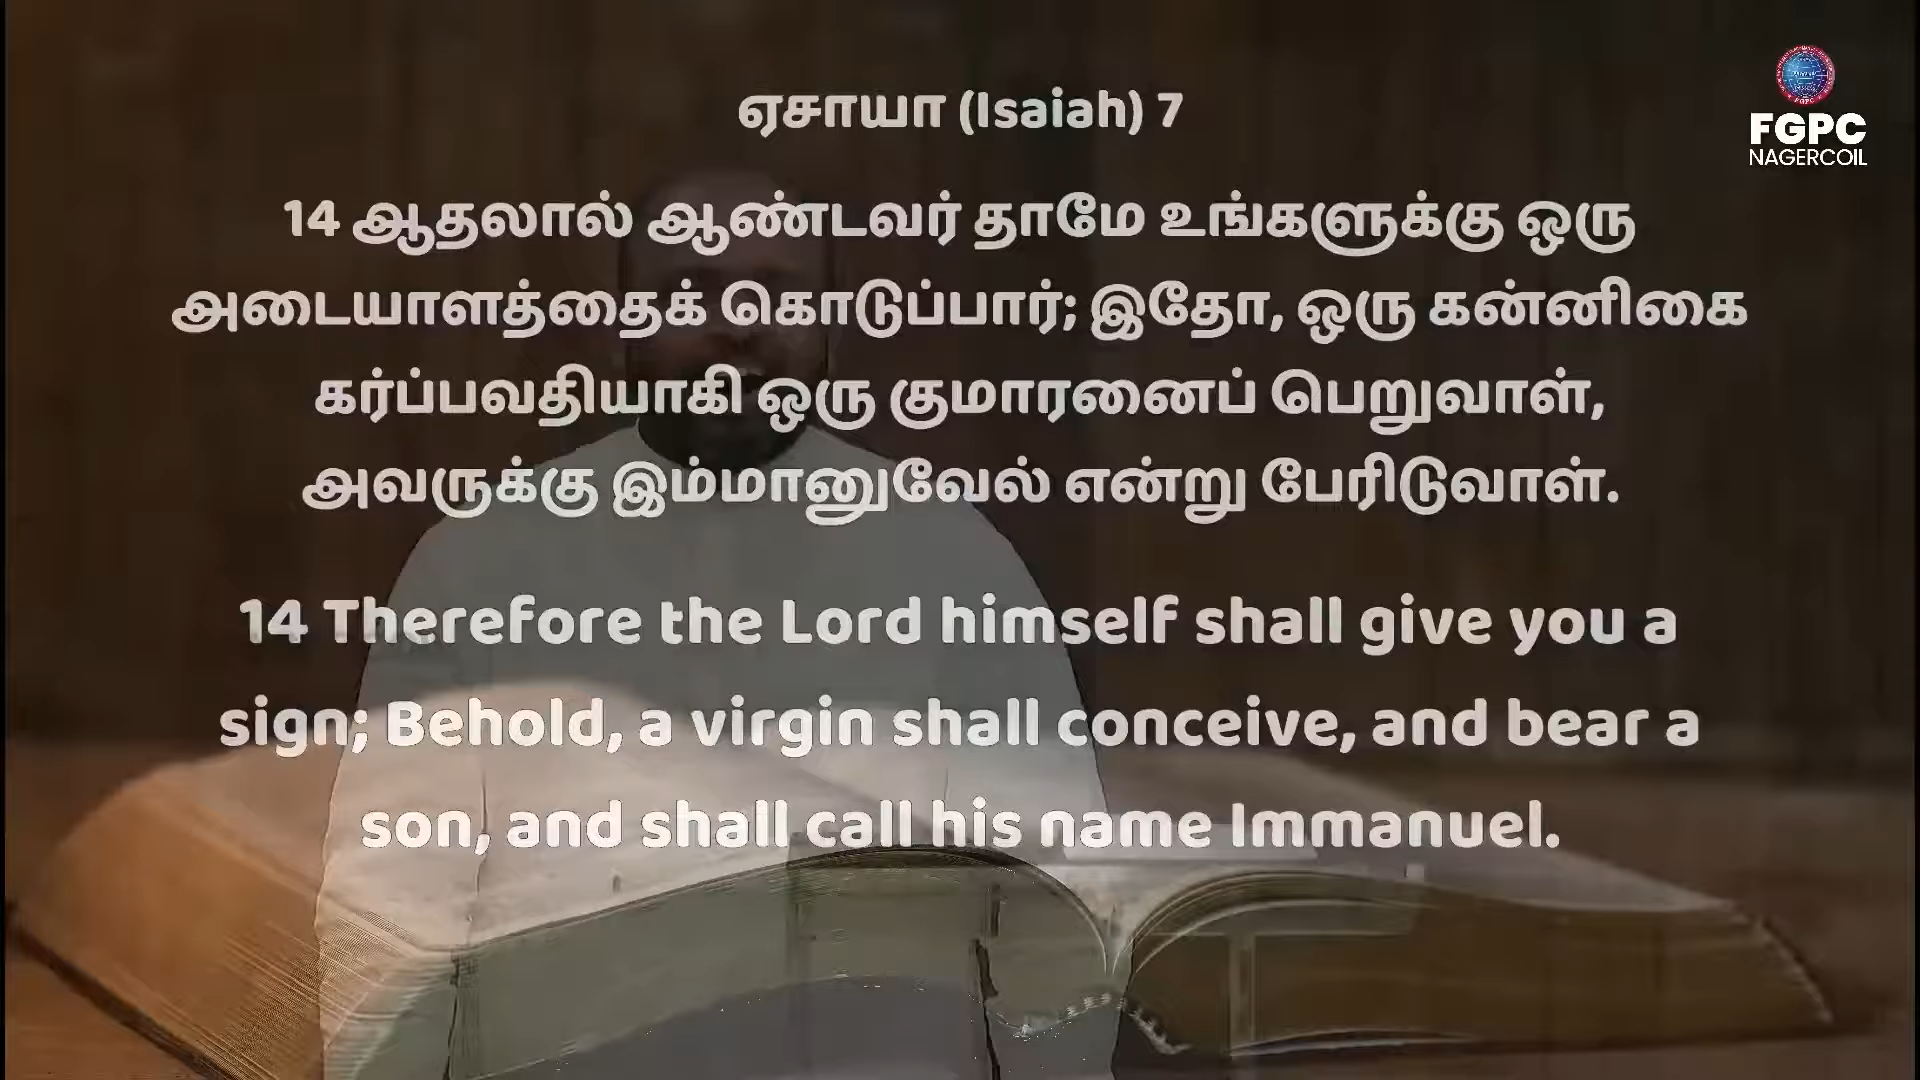 ஏசாயா (Isaiah) 7
FGPC
NAGERCOIL
14 ஆதலால் ஆண்டவர் தாமே உங்களுக்கு ஒரு
அடையாளத்தைக் கொடுப்பார்; இதோ, ஒரு கன்னிகை
கர்ப்பவதியாகி ஒரு குமாரனைப் பெறுவாள்,
அவருக்கு இம்மானுவேல் என்று பேரிடுவாள்.
14 Therefore the Lord himself shall give you a
sign; Behold, a virgin shall conceive, and bear a
son, and shall call his name Immanuel.